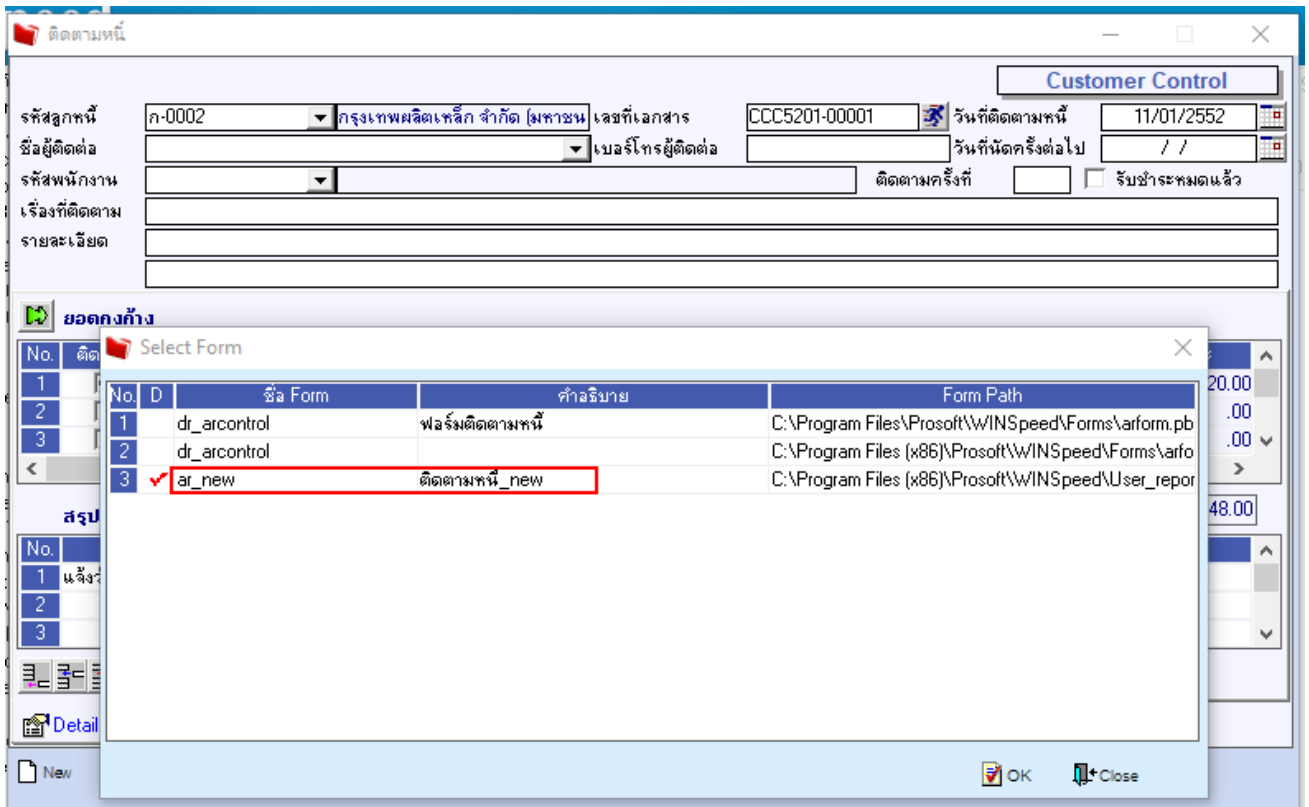 ติดตามหนี้
Customer Control
รหัสลูกหนี้ ก-0002 กรุงเทพผลิตเหล็ก จำกัด (มหาชน เลขที่เอกสาร CCC5201-00001 วันที่ติดตามหนี้ 11/01/2552
ชื่อผู้ติดต่อ เบอร์โทรผู้ติดต่อ วันที่นัดครั้งต่อไป / /
รหัสพนักงาน ติดตามครั้งที่ รับชำระหมดแล้ว
เรื่องที่ติดตาม
รายละเอียด
ยอดคงค้าง
Select Form
No. ติด
1 20.00
2 .00
3 .00
No. D ชื่อ Form คำอธิบาย Form Path
1 dr_arcontrol ฟอร์มติดตามหนี้ C:\Program Files\Prosoft\WINSpeed\Forms\arform.pb
2 dr_arcontrol C:\Program Files (x86)\Prosoft\WINSpeed\Forms\arfo
3 ar_new ติดตามหนี้_new C:\Program Files (x86)\Prosoft\WINSpeed\User_repor
สรุป 48.00
No.
1 แจ้งว
2
3
Detail
New
OK Close